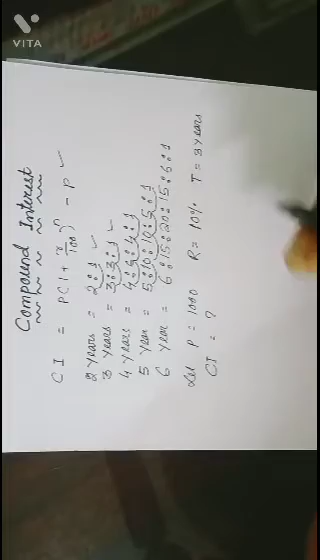 VITA
Compound Interest
CI = P(1 + r/100)^n - P ✓
2 years = 2:1 ✓
3 years = 3:3:1 ✓
4 years = 4:6:4:1
5 year = 5:10:10:5:1
6 year = 6:15:20:15:6:1
Let P = 1000 R = 10% T = 3 years
CI = ?